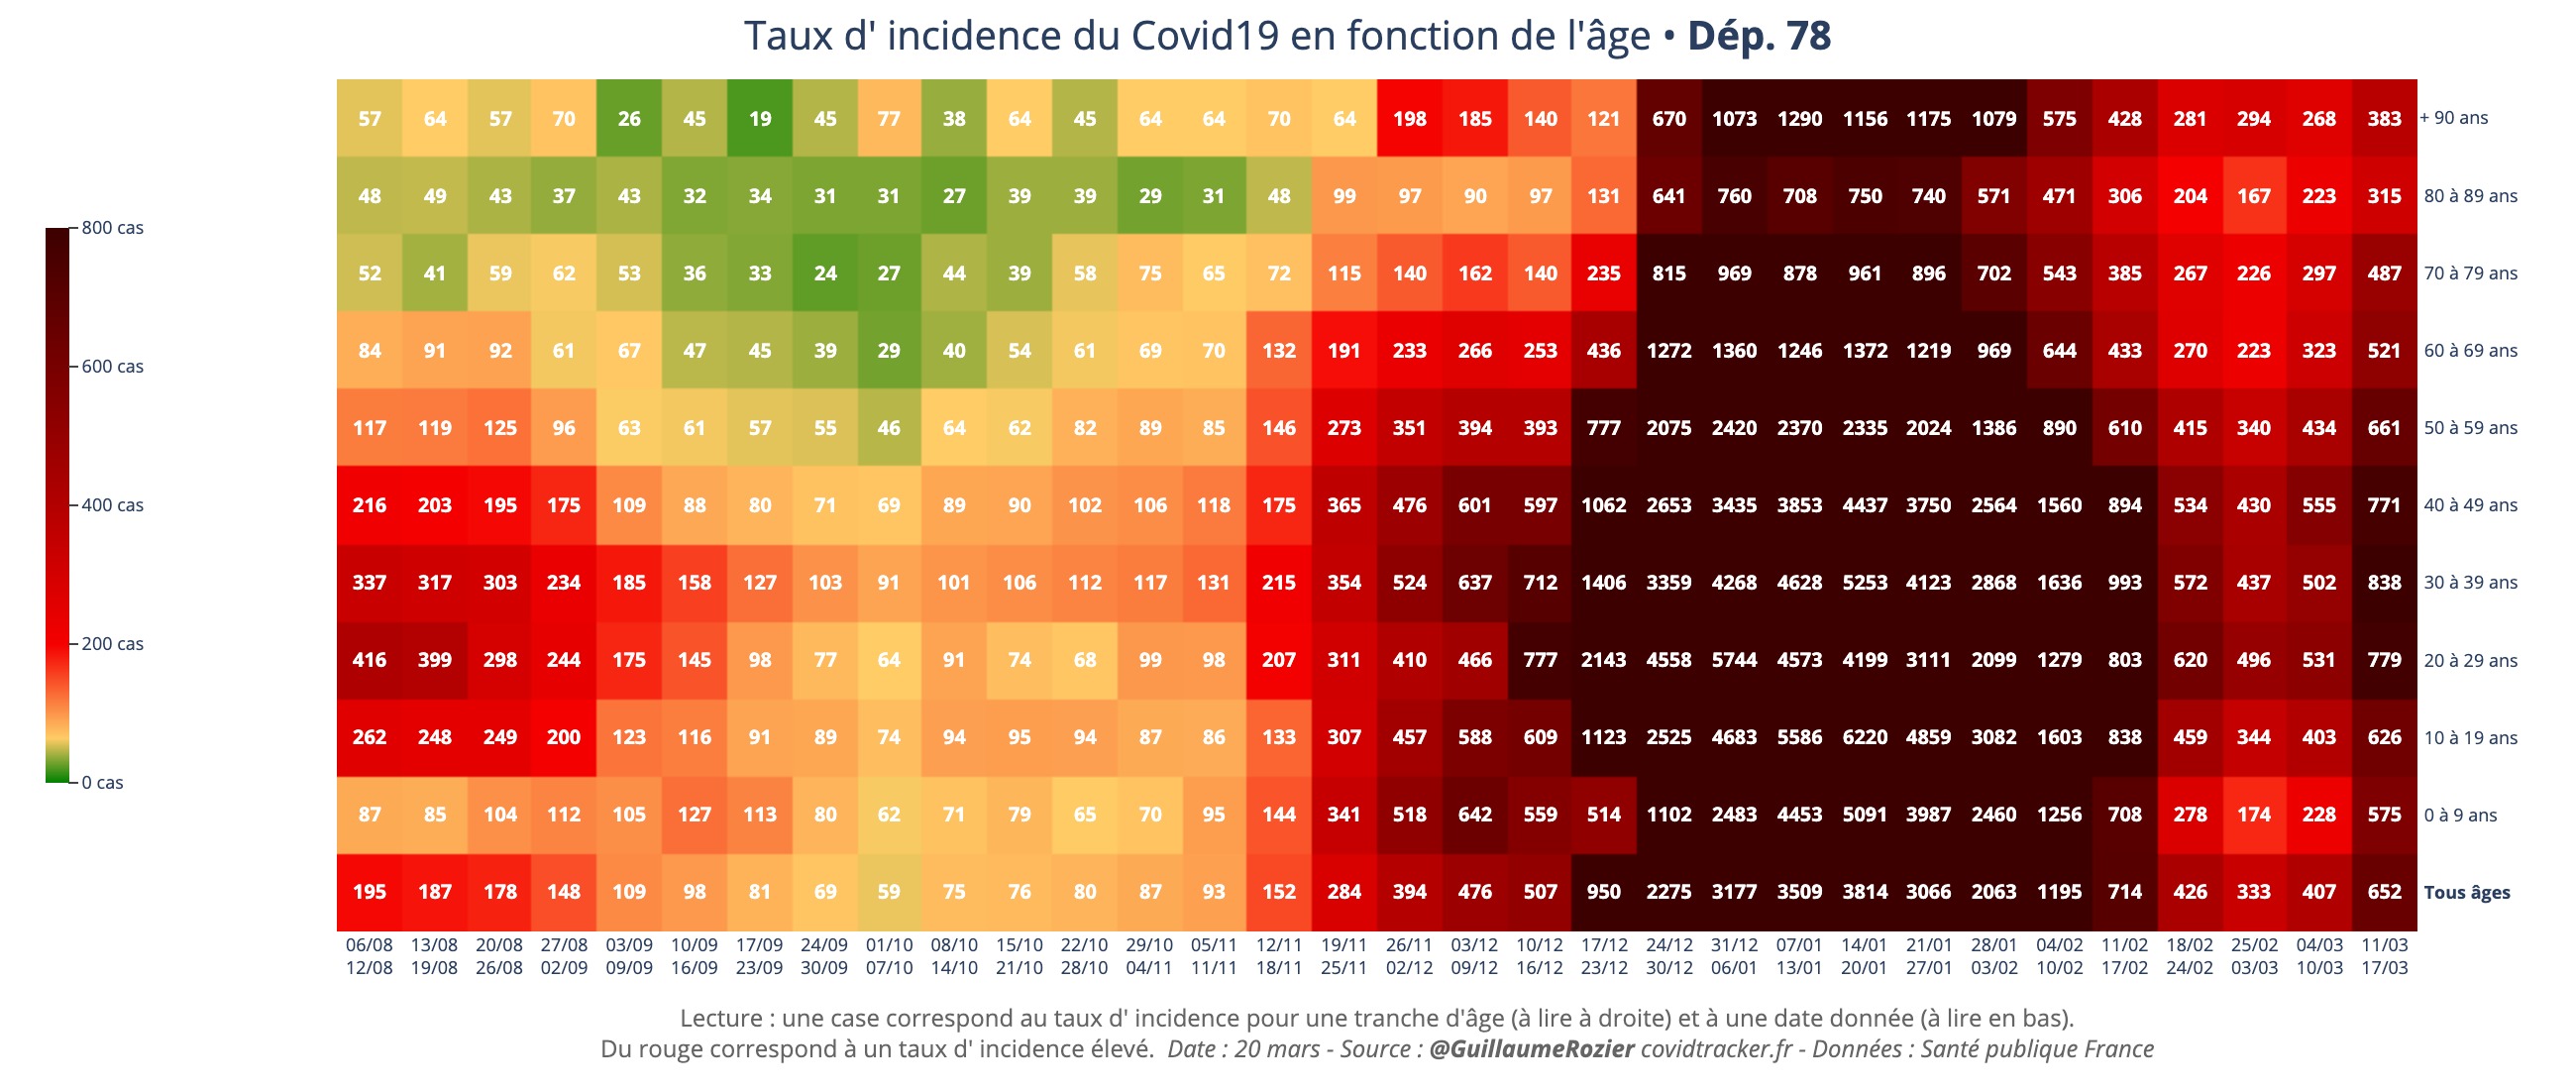 Taux d' incidence du Covid19 en fonction de l'âge • Dép. 78
57 64 57 70 26 45 19 45 77 38 64 45 64 64 70 64 198 185 140 121 670 1073 1290 1156 1175 1079 575 428 281 294 268 383 + 90 ans
48 49 43 37 43 32 34 31 31 27 39 39 29 31 48 99 97 90 97 131 641 760 708 750 740 571 471 306 204 167 223 315 80 à 89 ans
800 cas
52 41 59 62 53 36 33 24 27 44 39 58 75 65 72 115 140 162 140 235 815 969 878 961 896 702 543 385 267 226 297 487 70 à 79 ans
84 91 92 61 67 47 45 39 29 40 54 61 69 70 132 191 233 266 253 436 1272 1360 1246 1372 1219 969 644 433 270 223 323 521 60 à 69 ans
600 cas
117 119 125 96 63 61 57 55 46 64 62 82 89 85 146 273 351 394 393 777 2075 2420 2370 2335 2024 1386 890 610 415 340 434 661 50 à 59 ans
400 cas
216 203 195 175 109 88 80 71 69 89 90 102 106 118 175 365 476 601 597 1062 2653 3435 3853 4437 3750 2564 1560 894 534 430 555 771 40 à 49 ans
337 317 303 234 185 158 127 103 91 101 106 112 117 131 215 354 524 637 712 1406 3359 4268 4628 5253 4123 2868 1636 993 572 437 502 838 30 à 39 ans
200 cas
416 399 298 244 175 145 98 77 64 91 74 68 99 98 207 311 410 466 777 2143 4558 5744 4573 4199 3111 2099 1279 803 620 496 531 779 20 à 29 ans
262 248 249 200 123 116 91 89 74 94 95 94 87 86 133 307 457 588 609 1123 2525 4683 5586 6220 4859 3082 1603 838 459 344 403 626 10 à 19 ans
0 cas
87 85 104 112 105 127 113 80 62 71 79 65 70 95 144 341 518 642 559 514 1102 2483 4453 5091 3987 2460 1256 708 278 174 228 575 0 à 9 ans
195 187 178 148 109 98 81 69 59 75 76 80 87 93 152 284 394 476 507 950 2275 3177 3509 3814 3066 2063 1195 714 426 333 407 652 Tous âges
06/08 13/08 20/08 27/08 03/09 10/09 17/09 24/09 01/10 08/10 15/10 22/10 29/10 05/11 12/11 19/11 26/11 03/12 10/12 17/12 24/12 31/12 07/01 14/01 21/01 28/01 04/02 11/02 18/02 25/02 04/03 11/03
12/08 19/08 26/08 02/09 09/09 16/09 23/09 30/09 07/10 14/10 21/10 28/10 04/11 11/11 18/11 25/11 02/12 09/12 16/12 23/12 30/12 06/01 13/01 20/01 27/01 03/02 10/02 17/02 24/02 03/03 10/03 17/03
Lecture : une case correspond au taux d' incidence pour une tranche d'âge (à lire à droite) et à une date donnée (à lire en bas).
Du rouge correspond à un taux d' incidence élevé. Date : 20 mars - Source : @GuillaumeRozier covidtracker.fr - Données : Santé publique France